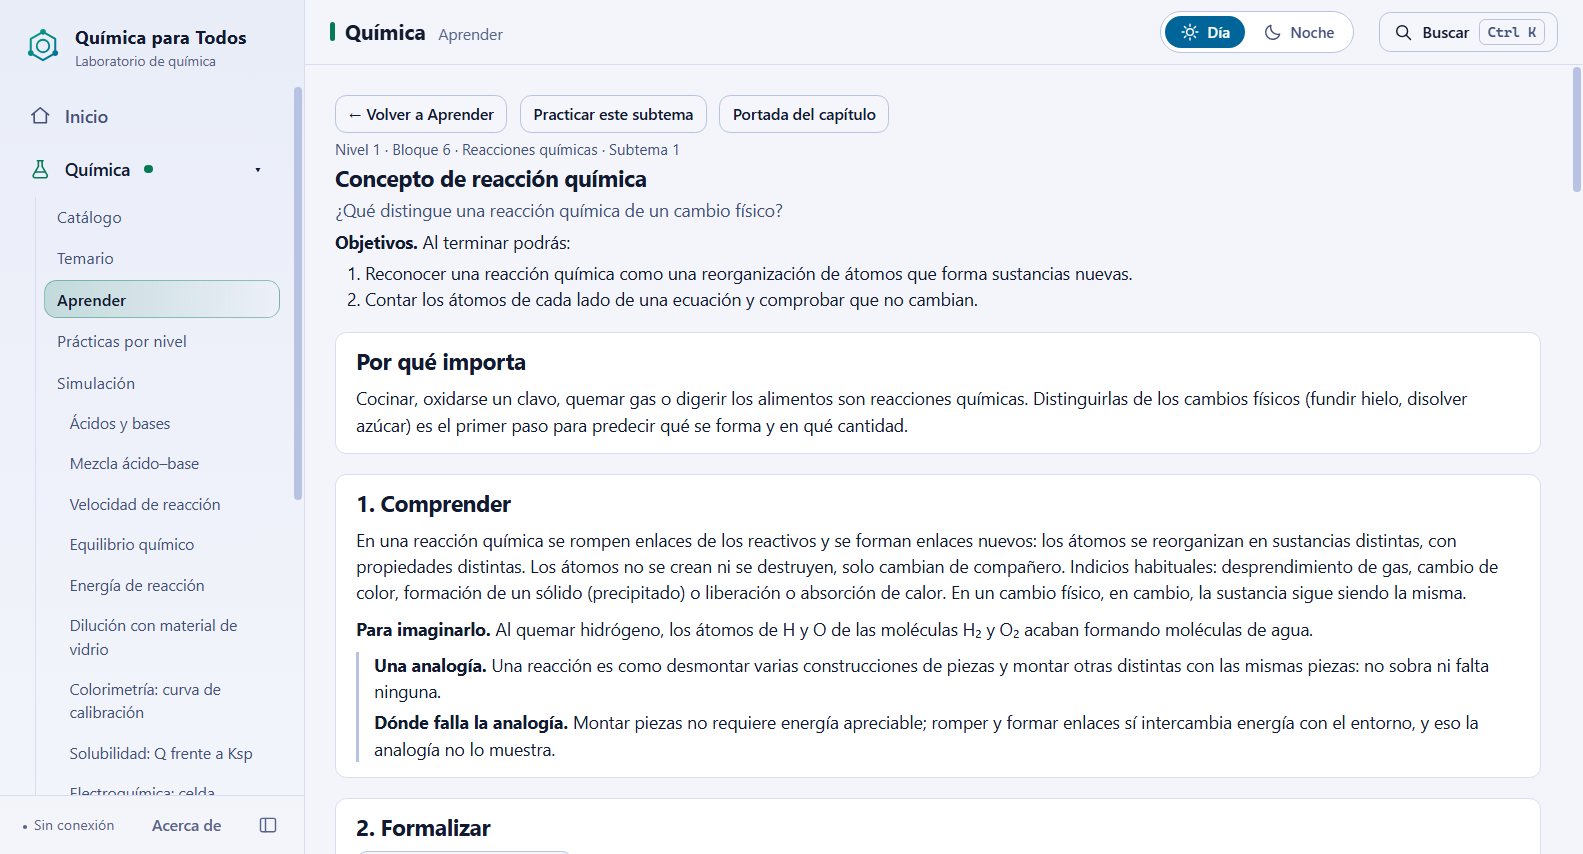 Química para Todos
Laboratorio de química
Inicio
Química
Catálogo
Temario
Aprender
Prácticas por nivel
Simulación
Ácidos y bases
Mezcla ácido–base
Velocidad de reacción
Equilibrio químico
Energía de reacción
Dilución con material de
vidrio
Colorimetría: curva de
calibración
Solubilidad: Q frente a Ksp
Electroquímica: celda
• Sin conexión
Acerca de
Química Aprender
Día
Noche
Buscar Ctrl K
← Volver a Aprender
Practicar este subtema
Portada del capítulo
Nivel 1 · Bloque 6 · Reacciones químicas · Subtema 1
Concepto de reacción química
¿Qué distingue una reacción química de un cambio físico?
Objetivos. Al terminar podrás:
1. Reconocer una reacción química como una reorganización de átomos que forma sustancias nuevas.
2. Contar los átomos de cada lado de una ecuación y comprobar que no cambian.
Por qué importa
Cocinar, oxidarse un clavo, quemar gas o digerir los alimentos son reacciones químicas. Distinguirlas de los cambios físicos (fundir hielo, disolver
azúcar) es el primer paso para predecir qué se forma y en qué cantidad.
1. Comprender
En una reacción química se rompen enlaces de los reactivos y se forman enlaces nuevos: los átomos se reorganizan en sustancias distintas, con
propiedades distintas. Los átomos no se crean ni se destruyen, solo cambian de compañero. Indicios habituales: desprendimiento de gas, cambio de
color, formación de un sólido (precipitado) o liberación o absorción de calor. En un cambio físico, en cambio, la sustancia sigue siendo la misma.
Para imaginarlo. Al quemar hidrógeno, los átomos de H y O de las moléculas H₂ y O₂ acaban formando moléculas de agua.
Una analogía. Una reacción es como desmontar varias construcciones de piezas y montar otras distintas con las mismas piezas: no sobra ni falta
ninguna.
Dónde falla la analogía. Montar piezas no requiere energía apreciable; romper y formar enlaces sí intercambia energía con el entorno, y eso la
analogía no lo muestra.
2. Formalizar